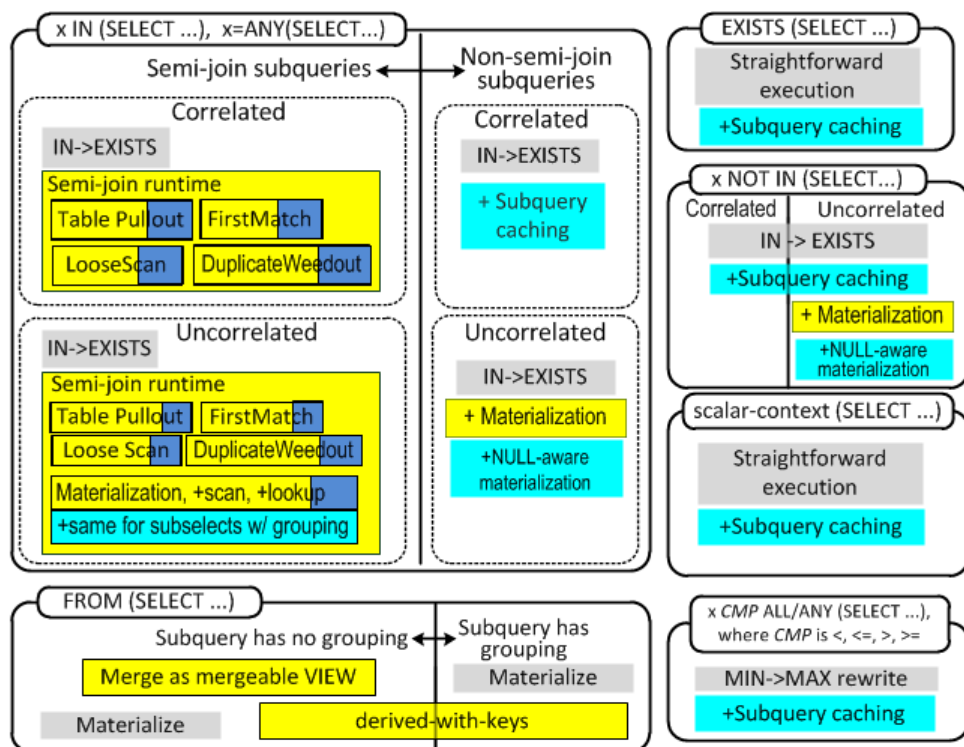 x IN (SELECT ...), x=ANY(SELECT...)
Semi-join subqueries
Non-semi-join
subqueries
Correlated
IN->EXISTS
Semi-join runtime
Table Pullout
FirstMatch
LooseScan
DuplicateWeedout
Correlated
IN->EXISTS
+ Subquery
caching
Uncorrelated
IN->EXISTS
Semi-join runtime
Table Pullout
FirstMatch
Loose Scan
DuplicateWeedout
Materialization, +scan, +lookup
+same for subselects w/ grouping
Uncorrelated
IN->EXISTS
+ Materialization
+NULL-aware
materialization
EXISTS (SELECT ...)
Straightforward
execution
+Subquery caching
x NOT IN (SELECT...)
Correlated
Uncorrelated
IN -> EXISTS
+Subquery caching
+ Materialization
+NULL-aware
materialization
scalar-context (SELECT ...)
Straightforward
execution
+Subquery caching
FROM (SELECT ...)
Subquery has no grouping
Subquery has
grouping
Merge as mergeable VIEW
Materialize
Materialize
derived-with-keys
x CMP ALL/ANY (SELECT ...),
where CMP is <, <=, >, >=
MIN->MAX rewrite
+Subquery caching